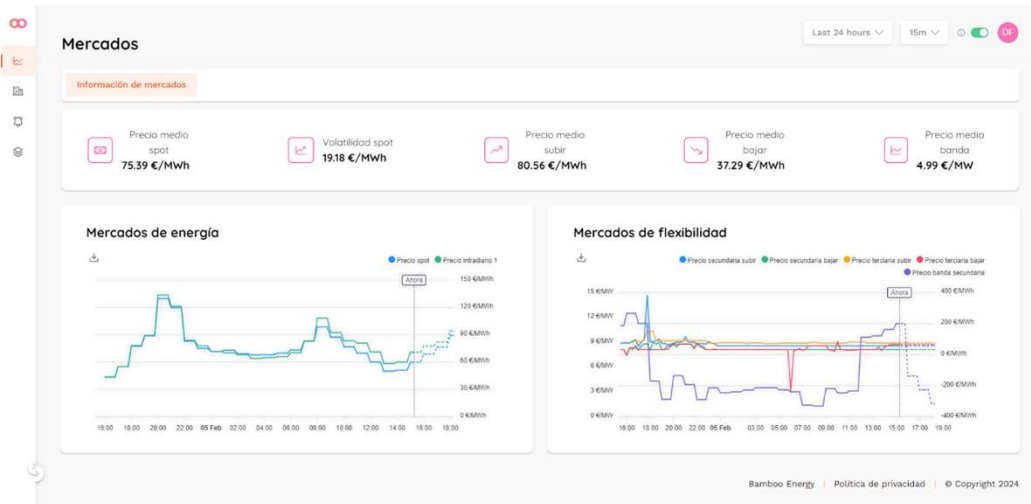 Last 24 hours
15m
DF
Mercados
Información de mercados
Precio medio
spot
75.39 €/MWh
Volatilidad spot
19.18 €/MWh
Precio medio
subir
80.56 €/MWh
Precio medio
bajar
37.29 €/MWh
Precio medio
banda
4.99 €/MW
Mercados de energía
Precio spot Precio intradiario 1
Ahora
150 €/MWh
120 €/MWh
90 €/MWh
60 €/MWh
30 €/MWh
0 €/MWh
16:00 18:00 20:00 22:00 05 Feb 02:00 04:00 06:00 08:00 10:00 12:00 14:00 16:00 18:00
Mercados de flexibilidad
Precio secundaria subir Precio secundaria bajar Precio terciaria subir Precio terciaria bajar
Precio banda secundaria
Ahora
15 €/MW 400 €/MWh
12 €/MW 200 €/MWh
9 €/MW 0 €/MWh
6 €/MW -200 €/MWh
3 €/MW -400 €/MWh
0 €/MW
16:00 18:00 20:00 22:00 05 Feb 03:00 05:00 07:00 09:00 11:00 13:00 15:00 17:00 19:00
Bamboo Energy Política de privacidad © Copyright 2024